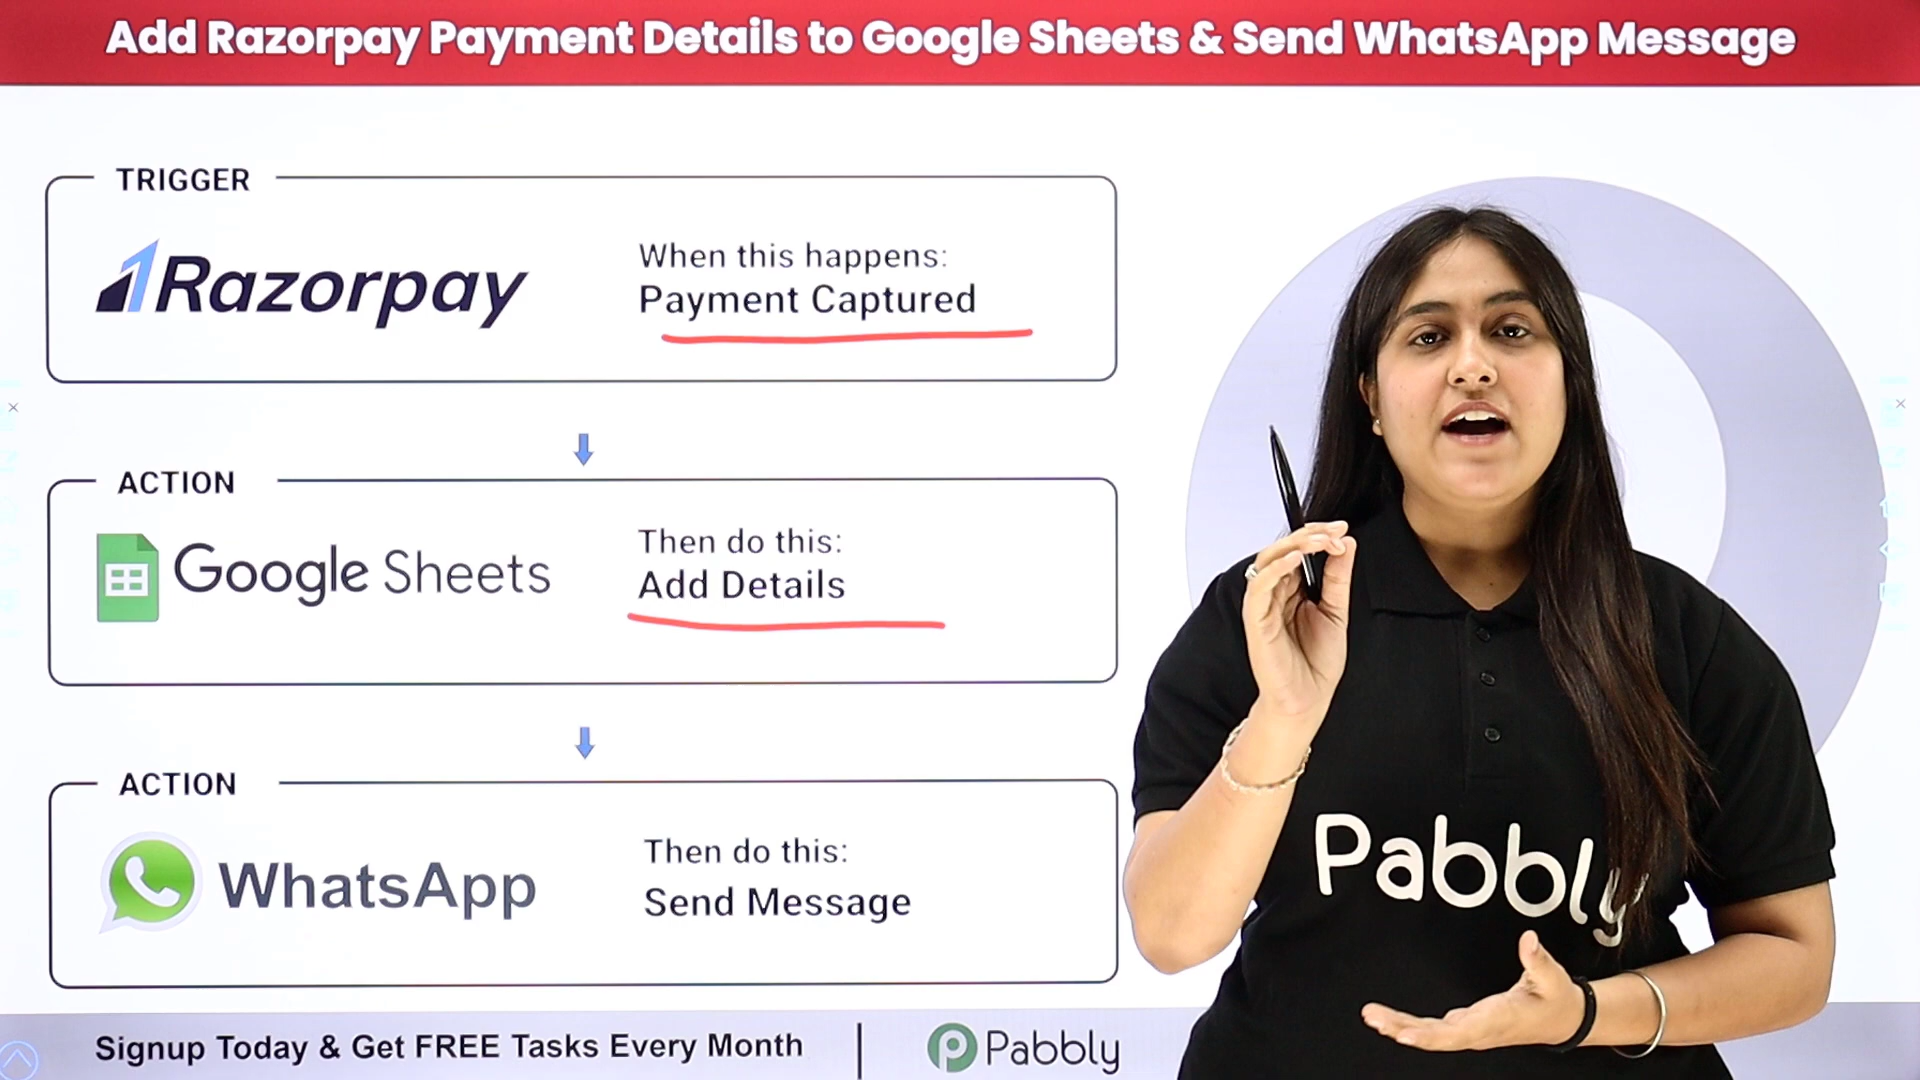 Add Razorpay Payment Details to Google Sheets & Send WhatsApp Message
TRIGGER
Razorpay
When this happens:
Payment Captured
ACTION
Google Sheets
Then do this:
Add Details
ACTION
WhatsApp
Then do this:
Send Message
Pabbly
Signup Today & Get FREE Tasks Every Month
Pabbly